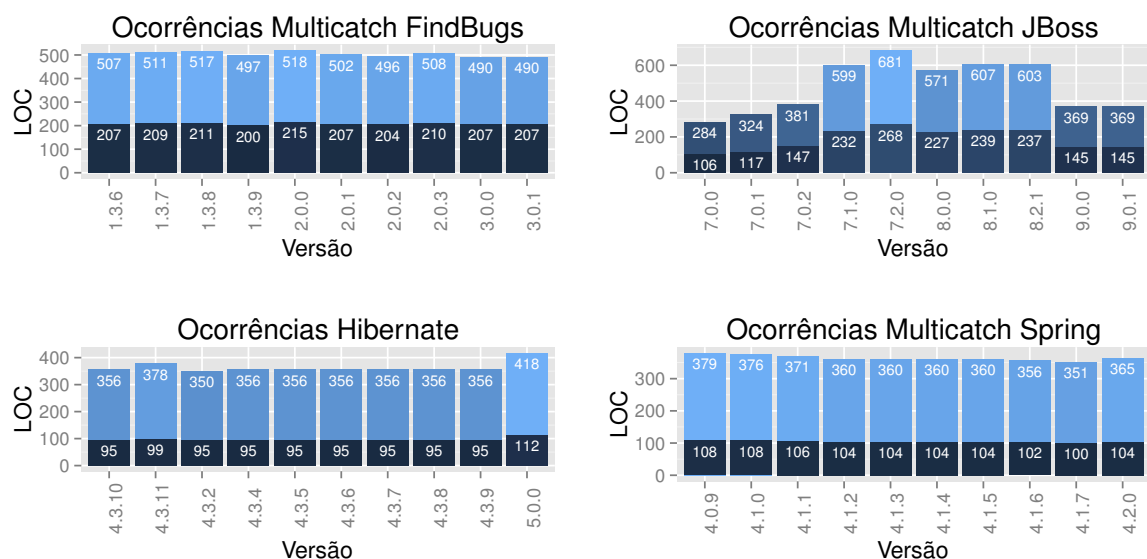 Ocorrências Multicatch FindBugs
LOC
500
400
300
200
100
0
507 511 517 497 518 502 496 508 490 490
207 209 211 200 215 207 204 210 207 207
1.3.6 1.3.7 1.3.8 1.3.9 2.0.0 2.0.1 2.0.2 2.0.3 3.0.0 3.0.1
Versão
Ocorrências Multicatch JBoss
LOC
600
400
200
0
284 324 381 599 681 571 607 603 369 369
106 117 147 232 268 227 239 237 145 145
7.0.0 7.0.1 7.0.2 7.1.0 7.2.0 8.0.0 8.1.0 8.2.1 9.0.0 9.0.1
Versão
Ocorrências Hibernate
LOC
400
300
200
100
0
356 378 350 356 356 356 356 356 356 418
95 99 95 95 95 95 95 95 95 112
4.3.10 4.3.11 4.3.2 4.3.4 4.3.5 4.3.6 4.3.7 4.3.8 4.3.9 5.0.0
Versão
Ocorrências Multicatch Spring
LOC
300
200
100
0
379 376 371 360 360 360 360 356 351 365
108 108 106 104 104 104 104 102 100 104
4.0.9 4.1.0 4.1.1 4.1.2 4.1.3 4.1.4 4.1.5 4.1.6 4.1.7 4.2.0
Versão